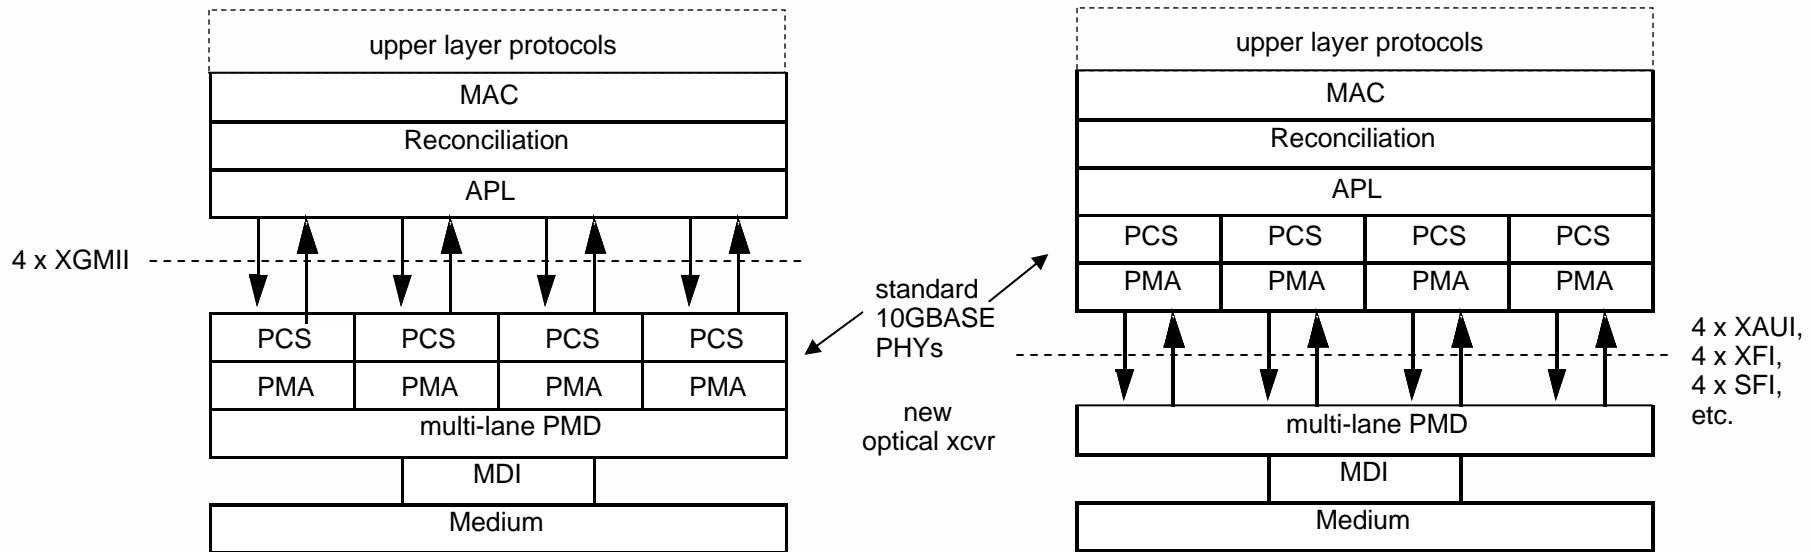 upper layer protocols
MAC
Reconciliation
APL
4 x XGMII
PCS PCS PCS PCS
PMA PMA PMA PMA
multi-lane PMD
MDI
Medium
standard
10GBASE
PHYs
new
optical xcvr
upper layer protocols
MAC
Reconciliation
APL
PCS PCS PCS PCS
PMA PMA PMA PMA
4 x XAUI,
4 x XFI,
4 x SFI,
etc.
multi-lane PMD
MDI
Medium